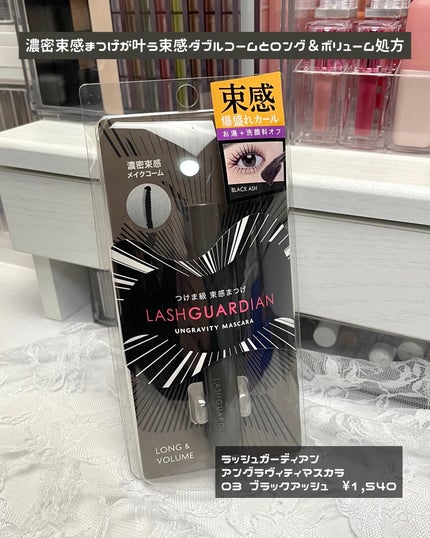 濃密束感まつげが叶う束感ダブルコームとロング＆ボリューム処方
束感
爆盛れカール
お湯+洗顔料オフ
BLACK ASH
濃密束感
メイクコーム
つけま級 束感まつげ
LASHGUARDIAN
UNGRAVITY MASCARA
LASHGUARDIAN
LONG &
VOLUME
ラッシュガーディアン
アングラヴィティマスカラ
03 ブラックアッシュ ¥1,540